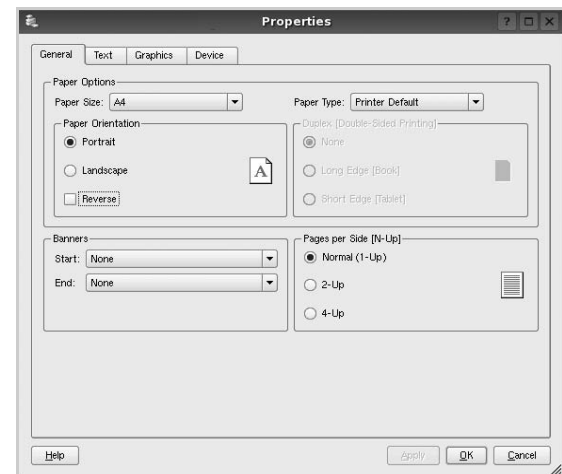 Properties
General Text Graphics Device
Paper Options
Paper Size: A4 Paper Type: Printer Default
Paper Orientation Duplex [Double-Sided Printing]
Portrait None
Landscape A Long Edge [Book]
Reverse Short Edge [Tablet]
Banners Pages per Side [N-Up]
Start: None Normal (1-Up)
End: None 2-Up
4-Up
Help Apply OK Cancel